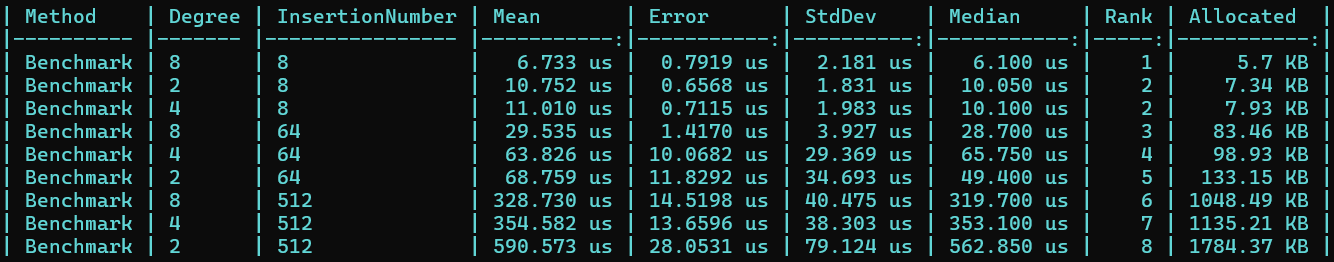 | Method    | Degree | InsertionNumber | Mean       | Error      | StdDev    | Median     | Rank | Allocated  |
|---------- |------- |---------------- |-----------:|-----------:|----------:|-----------:|-----:|-----------:|
| Benchmark | 8      | 8               |   6.733 us |  0.7919 us |  2.181 us |   6.100 us |    1 |     5.7 KB |
| Benchmark | 2      | 8               |  10.752 us |  0.6568 us |  1.831 us |  10.050 us |    2 |    7.34 KB |
| Benchmark | 4      | 8               |  11.010 us |  0.7115 us |  1.983 us |  10.100 us |    2 |    7.93 KB |
| Benchmark | 8      | 64              |  29.535 us |  1.4170 us |  3.927 us |  28.700 us |    3 |   83.46 KB |
| Benchmark | 4      | 64              |  63.826 us | 10.0682 us | 29.369 us |  65.750 us |    4 |   98.93 KB |
| Benchmark | 2      | 64              |  68.759 us | 11.8292 us | 34.693 us |  49.400 us |    5 |  133.15 KB |
| Benchmark | 8      | 512             | 328.730 us | 14.5198 us | 40.475 us | 319.700 us |    6 | 1048.49 KB |
| Benchmark | 4      | 512             | 354.582 us | 13.6596 us | 38.303 us | 353.100 us |    7 | 1135.21 KB |
| Benchmark | 2      | 512             | 590.573 us | 28.0531 us | 79.124 us | 562.850 us |    8 | 1784.37 KB |